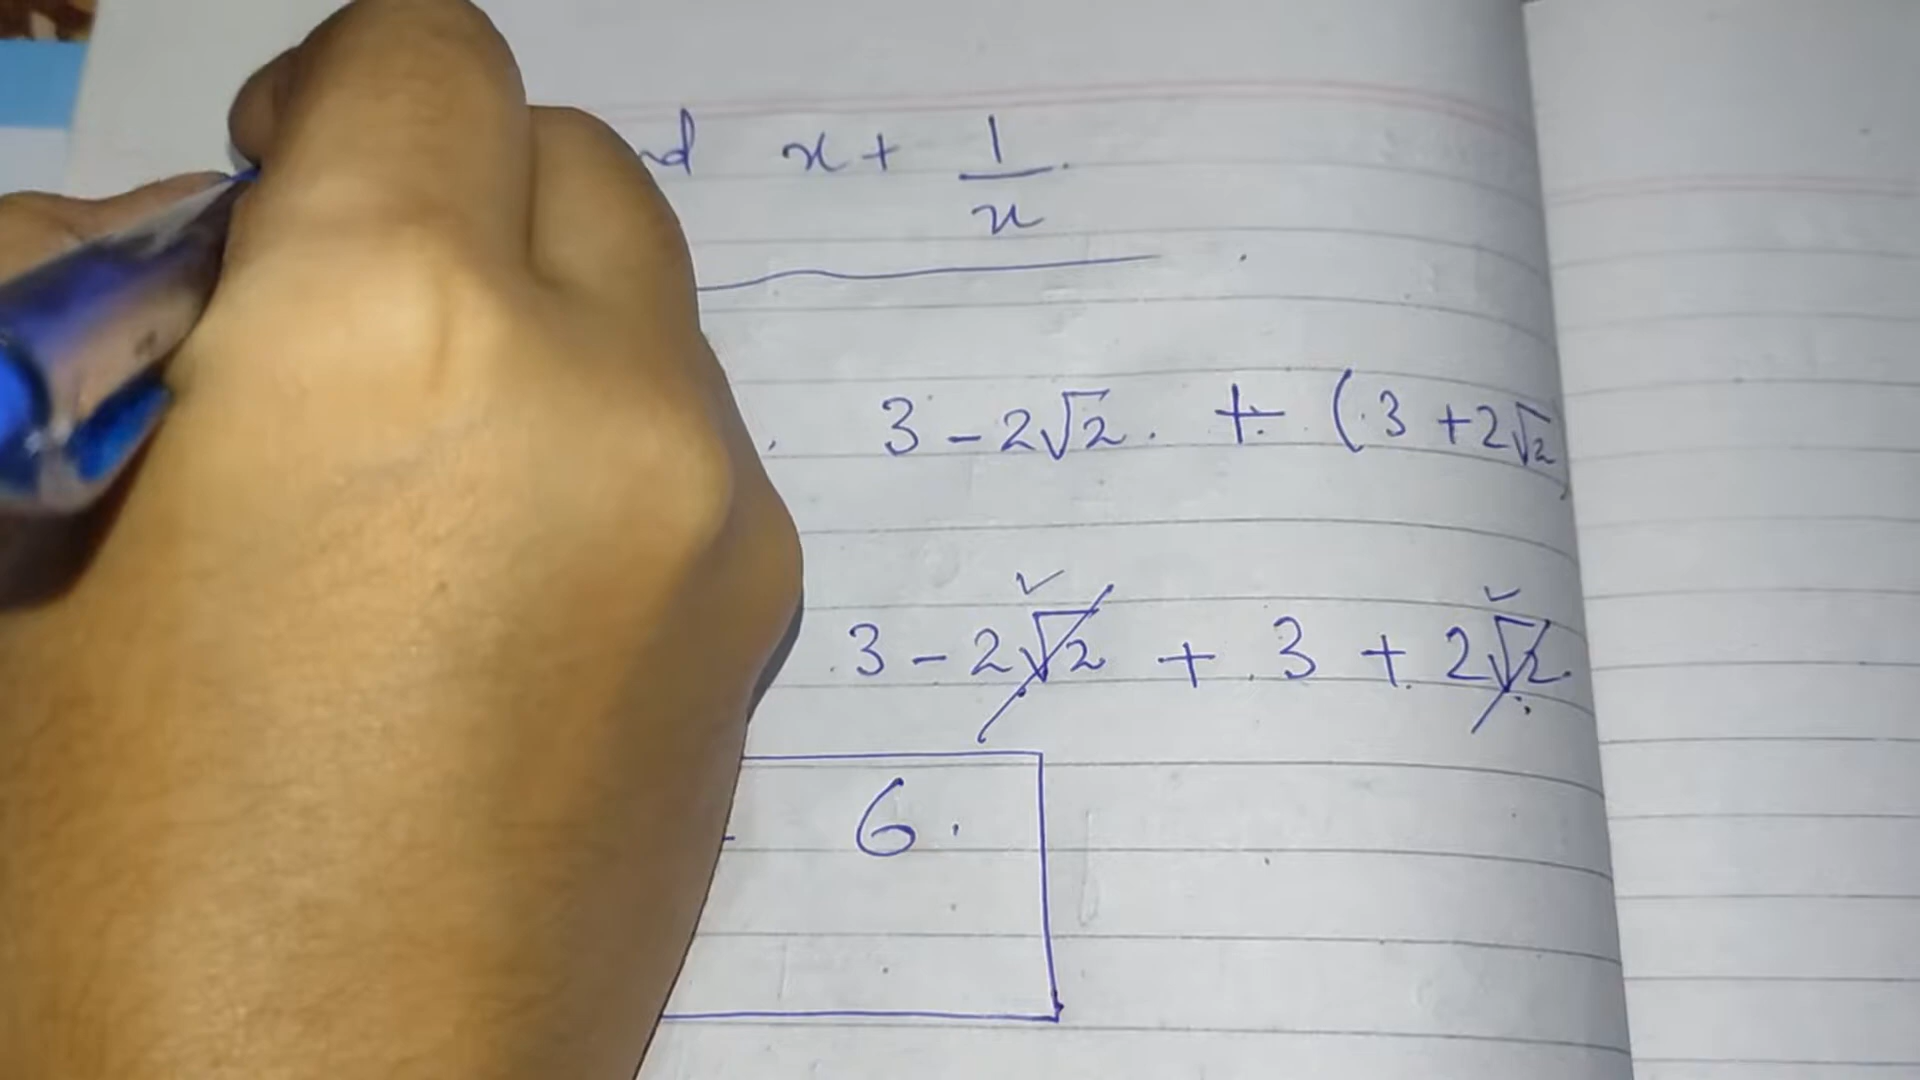 x + 1/x
3 - 2√2 + (3 + 2√2)
3 - 2√2 + 3 + 2√2
6